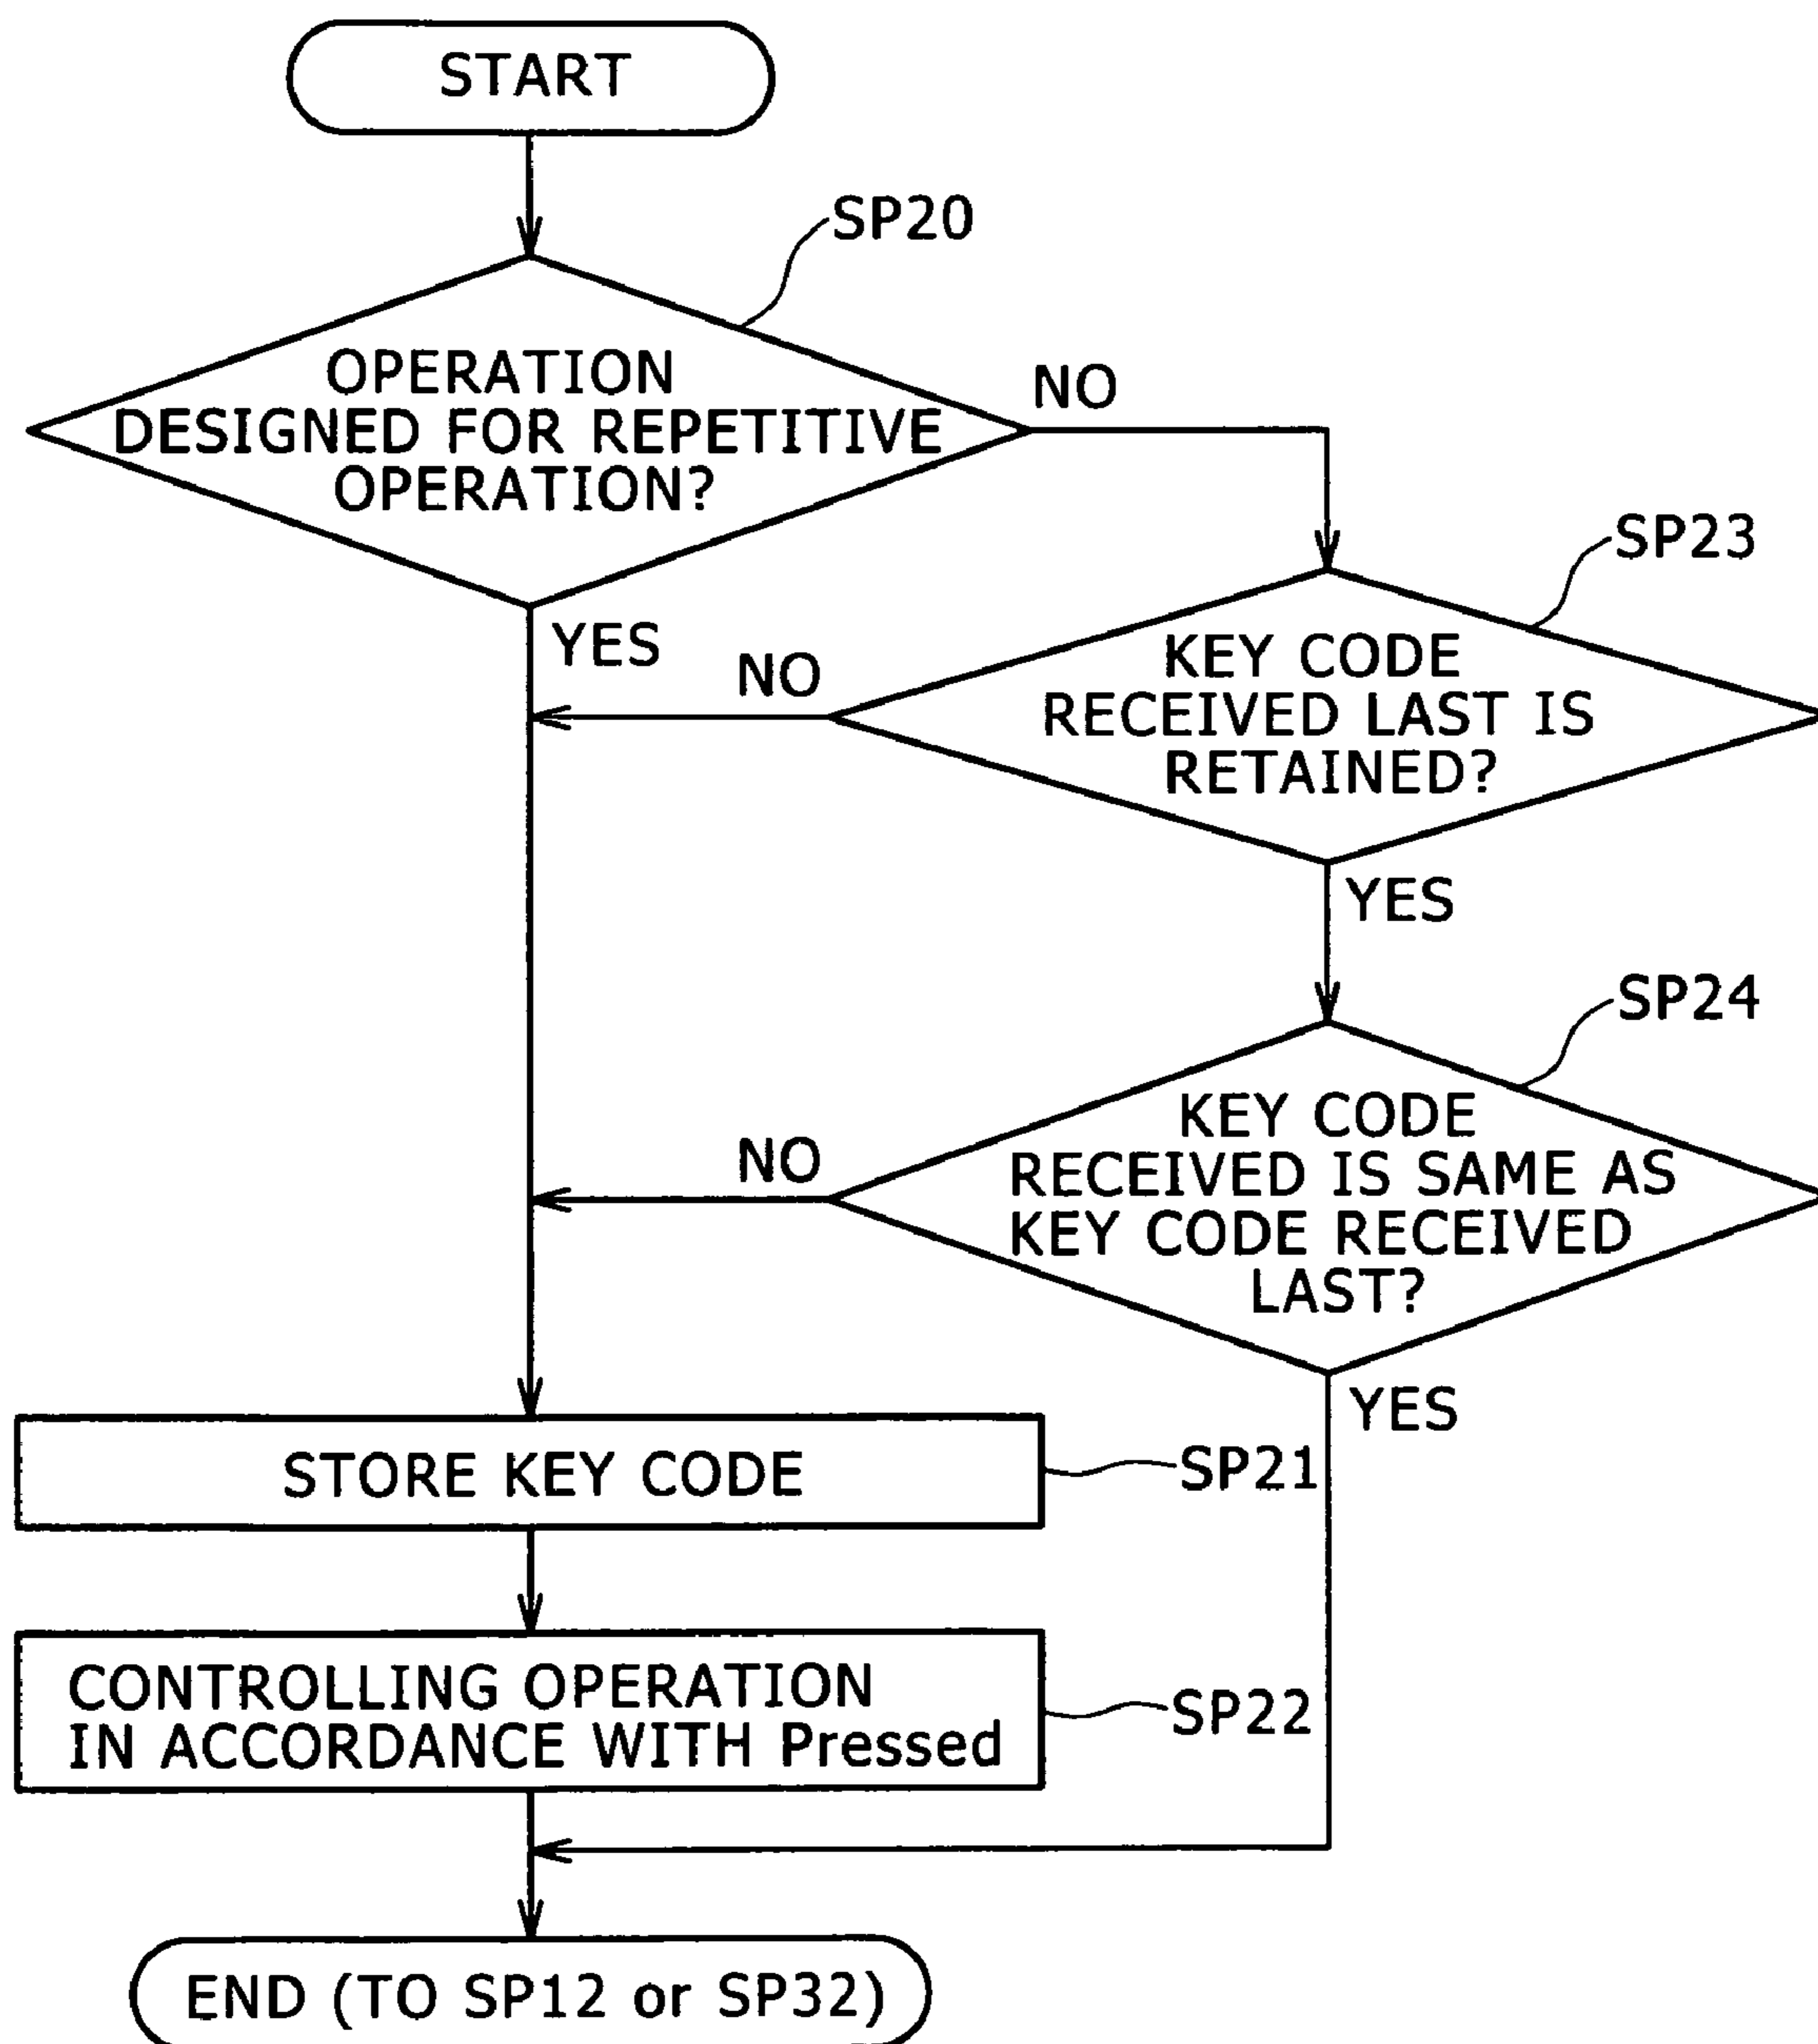 START
SP20
OPERATION
DESIGNED FOR REPETITIVE
OPERATION?
NO
YES
SP23
KEY CODE
RECEIVED LAST IS
RETAINED?
NO
YES
SP24
KEY CODE
RECEIVED IS SAME AS
KEY CODE RECEIVED
LAST?
NO
YES
STORE KEY CODE
SP21
CONTROLLING OPERATION
IN ACCORDANCE WITH Pressed
SP22
END (TO SP12 or SP32)